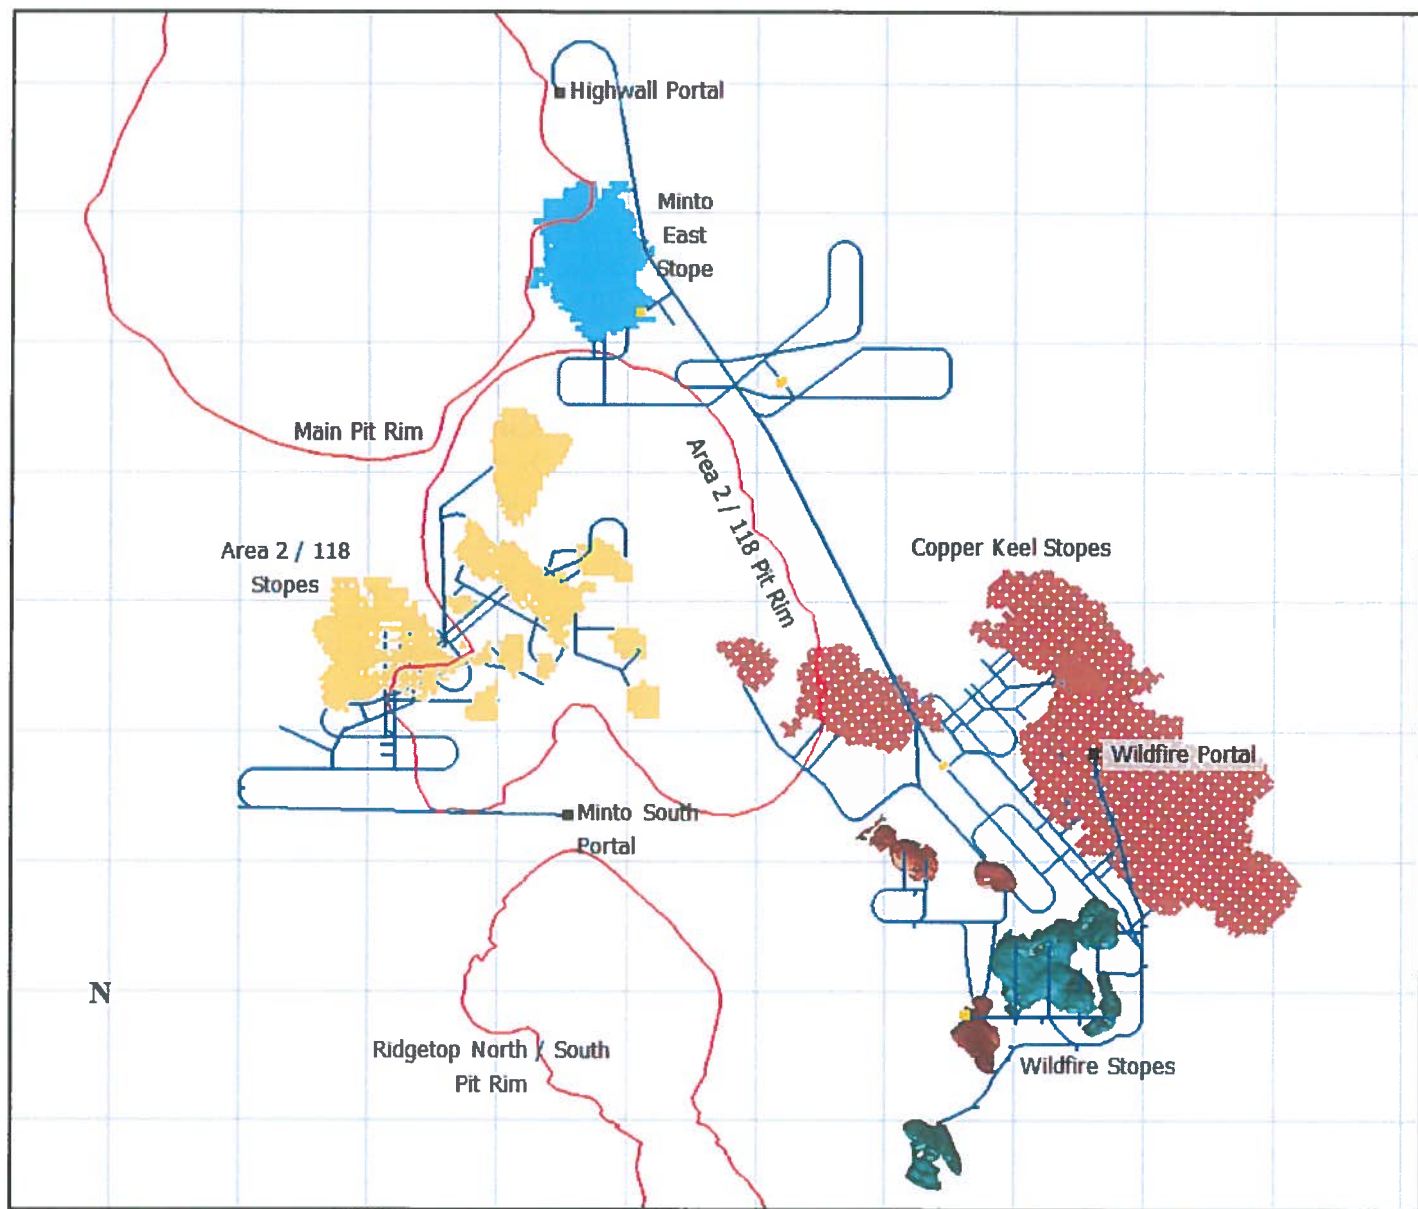 Highwall Portal
Minto
East
Stope
Main Pit Rim
Area 2 / 118 Pit Rim
Area 2 / 118
Stopes
Copper Keel Stopes
Wildfire Portal
Minto South
Portal
N
Ridgetop North / South
Pit Rim
Wildfire Stopes